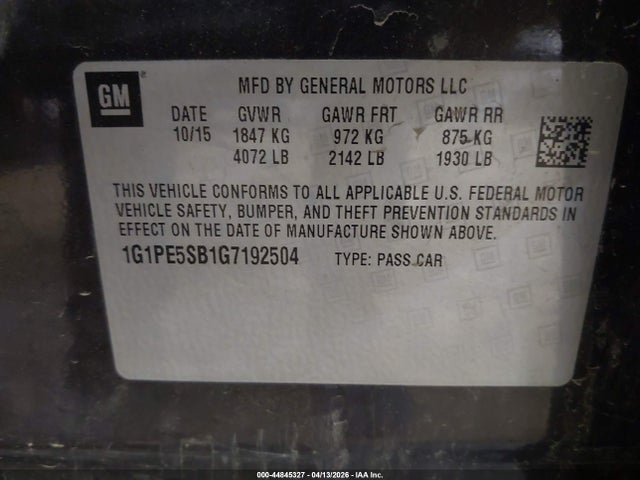 GM
MFD BY GENERAL MOTORS LLC
DATE GVWR GAWR FRT GAWR RR
10/15 1847 KG 972 KG 875 KG
4072 LB 2142 LB 1930 LB
THIS VEHICLE CONFORMS TO ALL APPLICABLE U.S. FEDERAL MOTOR
VEHICLE SAFETY, BUMPER, AND THEFT PREVENTION STANDARDS IN
EFFECT ON THE DATE OF MANUFACTURE SHOWN ABOVE.
1G1PE5SB1G7192504 TYPE: PASS CAR
000-44845327 04/13/2026 IAA Inc.